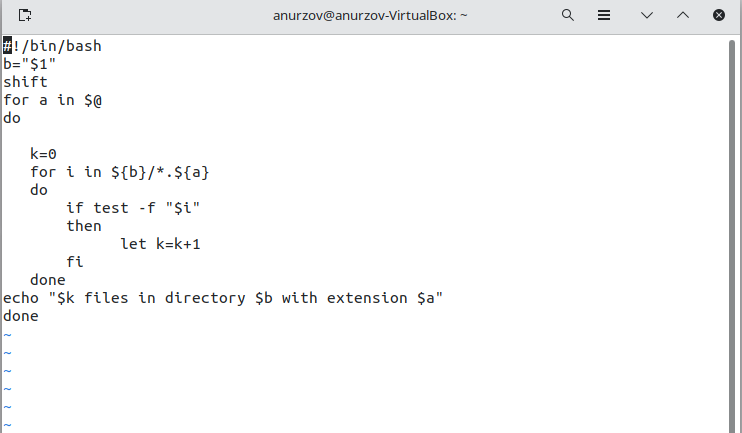 anurzov@anurzov-VirtualBox: ~
#!/bin/bash
b="$1"
shift
for a in $@
do

   k=0
   for i in ${b}/*.${a}
   do
       if test -f "$i"
       then
             let k=k+1
       fi
   done
echo "$k files in directory $b with extension $a"
done
~
~
~
~
~
~